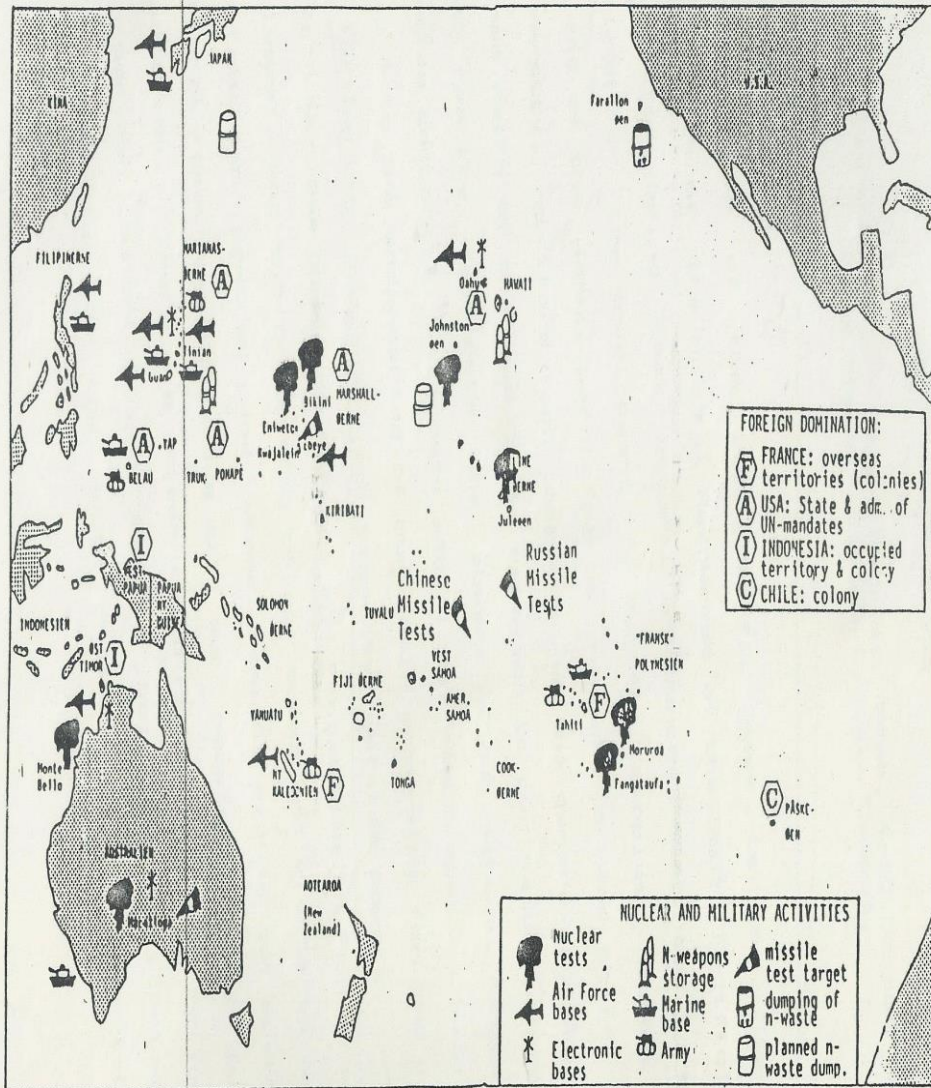 KINA
JAPAN
U.S.A.
Farallon
øen
FILIPINERNE
MARIANAS-
ØERNE
A
Tinian
Guam
Oahu
HAVAII
A
Johnston
øen
Bikini
A
MARSHALL-
ØERNE
Eniwetok
Kwajalein
Ebeye
A
YAP
BELAU
A
TRUK
PONAPE
KIRIBATI
LINE
ØERNE
Juleøen
FOREIGN DOMINATION:
F FRANCE: overseas
territories (colonies)
A USA: State & adm. of
UN-mandates
I INDONESIA: occupied
territory & colony
C CHILE: colony
I
VEST
PAPUA
PAPUA
NY
GUINEA
INDONESIEN
ØST
TIMOR
I
SOLOMON
ØERNE
TUVALU
Chinese
Missile
Tests
Russian
Missile
Tests
VEST
SAMOA
AMER.
SAMOA
FIJI ØERNE
VANUATU
"FRANSK"
POLYNESIEN
Tahiti
F
Moruroa
Fangataufa
Monte
Bello
NY
KALEDONIEN
F
TONGA
COOK-
ØERNE
C
PÅSKE-
ØEN
AUSTRALIEN
Maralinga
AOTEAROA
(New
Zealand)
NUCLEAR AND MILITARY ACTIVITIES
Nuclear
tests
Air Force
bases
Electronic
bases
N-weapons
storage
Marine
base
Army
missile
test target
dumping of
n-waste
planned n-
waste dump.